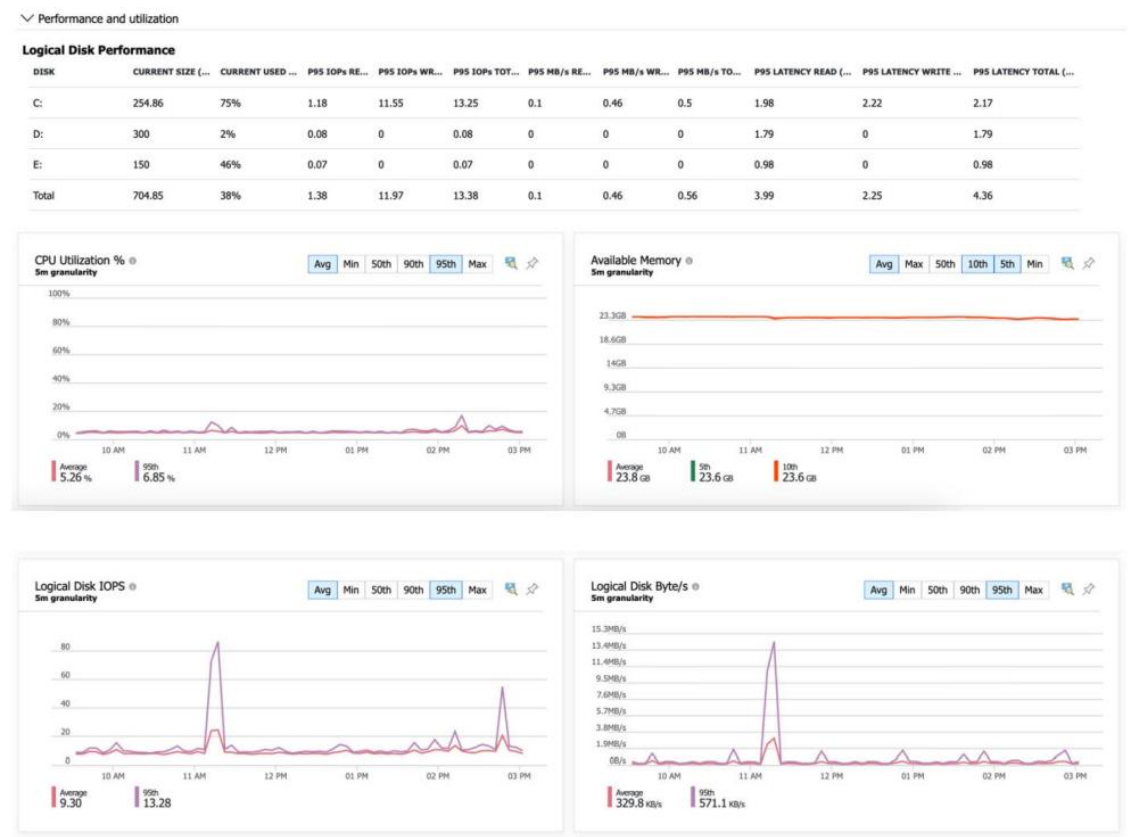 Performance and utilization
Logical Disk Performance
DISK CURRENT SIZE (... CURRENT USED ... P95 IOPs RE... P95 IOPs WR... P95 IOPs TOT... P95 MB/s RE... P95 MB/s WR... P95 MB/s TO... P95 LATENCY READ (... P95 LATENCY WRITE ... P95 LATENCY TOTAL (...
C: 254.86 75% 1.18 11.55 13.25 0.1 0.46 0.5 1.98 2.22 2.17
D: 300 2% 0.08 0 0.08 0 0 0 1.79 0 1.79
E: 150 46% 0.07 0 0.07 0 0 0 0.98 0 0.98
Total 704.85 38% 1.38 11.97 13.38 0.1 0.46 0.56 3.99 2.25 4.36
CPU Utilization %
5m granularity
Avg Min 50th 90th 95th Max
100%
80%
60%
40%
20%
0%
10 AM 11 AM 12 PM 01 PM 02 PM 03 PM
Average 95th
5.26 % 6.85 %
Available Memory
5m granularity
Avg Max 50th 10th 5th Min
23.3GB
18.6GB
14GB
9.3GB
4.7GB
0B
10 AM 11 AM 12 PM 01 PM 02 PM 03 PM
Average 5th 10th
23.8 GB 23.6 GB 23.6 GB
Logical Disk IOPS
5m granularity
Avg Min 50th 90th 95th Max
80
60
40
20
0
10 AM 11 AM 12 PM 01 PM 02 PM 03 PM
Average 95th
9.30 13.28
Logical Disk Byte/s
5m granularity
Avg Min 50th 90th 95th Max
15.3MB/s
13.4MB/s
11.4MB/s
9.5MB/s
7.6MB/s
5.7MB/s
3.8MB/s
1.9MB/s
0B/s
10 AM 11 AM 12 PM 01 PM 02 PM 03 PM
Average 95th
329.8 KB/s 571.1 KB/s